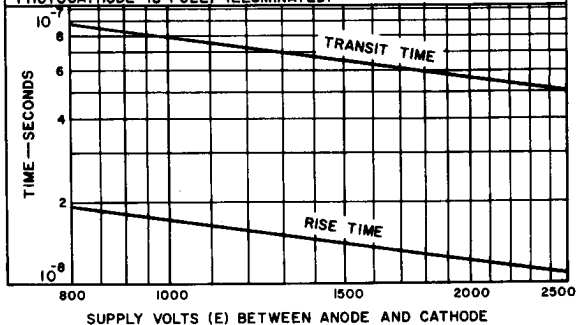 PHOTOCATHODE IS FULLY ILLUMINATED.
10⁻⁷
8
6
4
2
10⁻⁸
TIME—SECONDS
TRANSIT TIME
RISE TIME
800 1000 1500 2000 2500
SUPPLY VOLTS (E) BETWEEN ANODE AND CATHODE